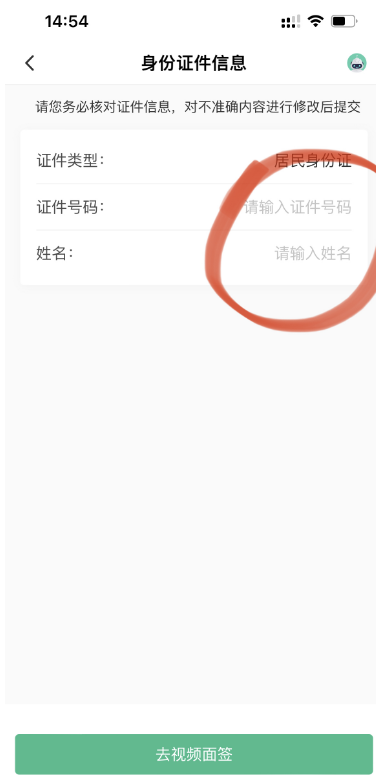 14:54
身份证件信息
请您务必核对证件信息，对不准确内容进行修改后提交
证件类型： 居民身份证
证件号码： 请输入证件号码
姓名： 请输入姓名
去视频面签